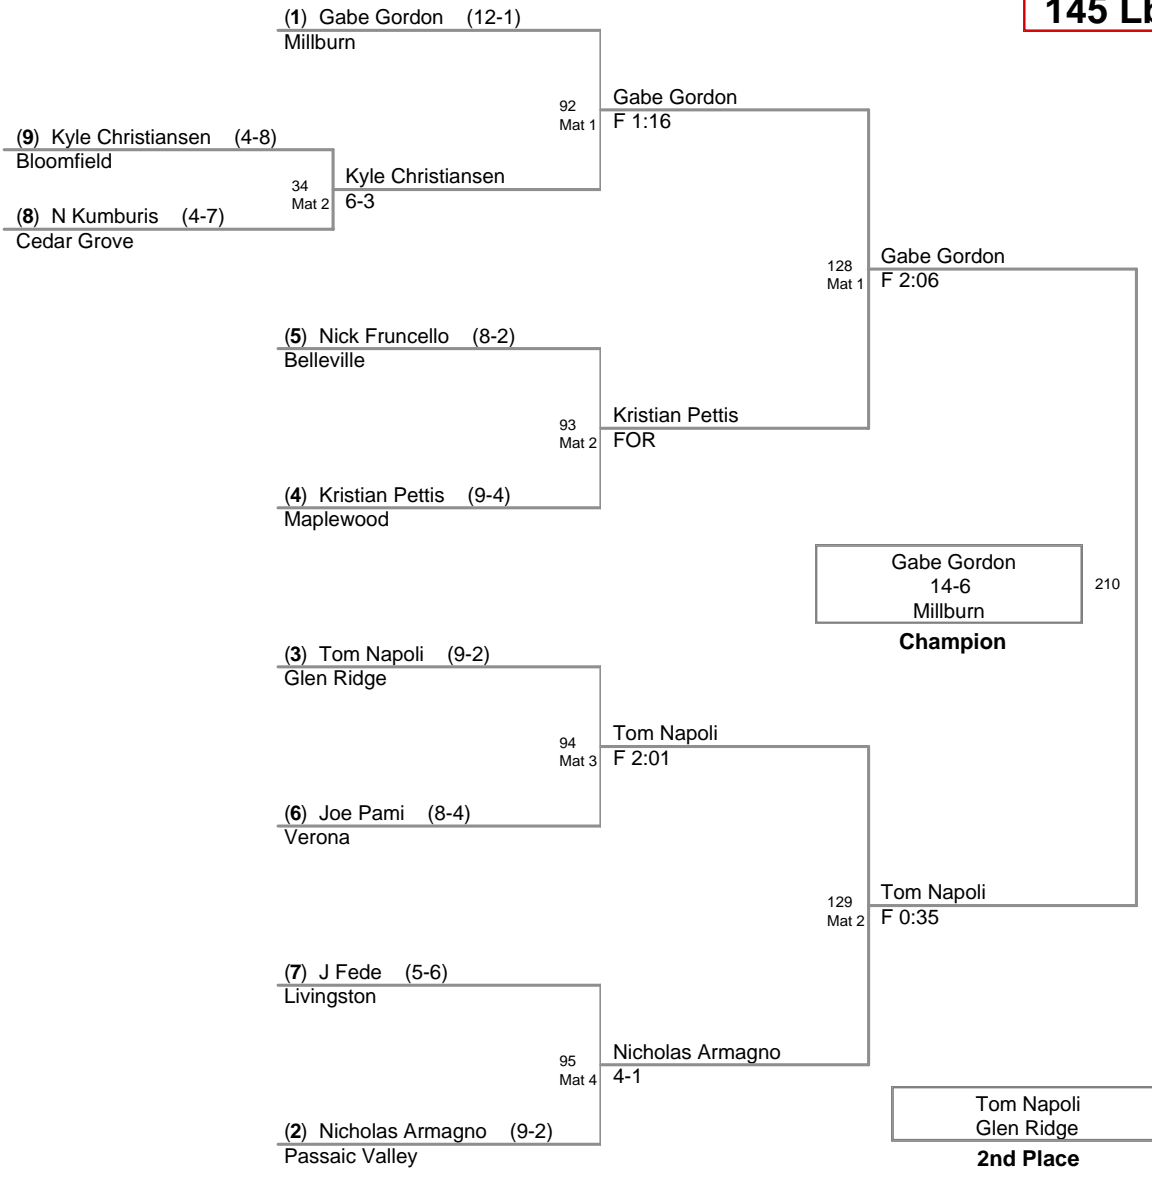 145 Lb
(1) Gabe Gordon (12-1)
Millburn
92
Mat 1
Gabe Gordon
F 1:16
(9) Kyle Christiansen (4-8)
Bloomfield
34
Mat 2
Kyle Christiansen
6-3
(8) N Kumburis (4-7)
Cedar Grove
128
Mat 1
Gabe Gordon
F 2:06
(5) Nick Fruncello (8-2)
Belleville
93
Mat 2
Kristian Pettis
FOR
(4) Kristian Pettis (9-4)
Maplewood
Gabe Gordon
14-6
Millburn
210
Champion
(3) Tom Napoli (9-2)
Glen Ridge
94
Mat 3
Tom Napoli
F 2:01
(6) Joe Pami (8-4)
Verona
129
Mat 2
Tom Napoli
F 0:35
(7) J Fede (5-6)
Livingston
95
Mat 4
Nicholas Armagno
4-1
(2) Nicholas Armagno (9-2)
Passaic Valley
Tom Napoli
Glen Ridge
2nd Place